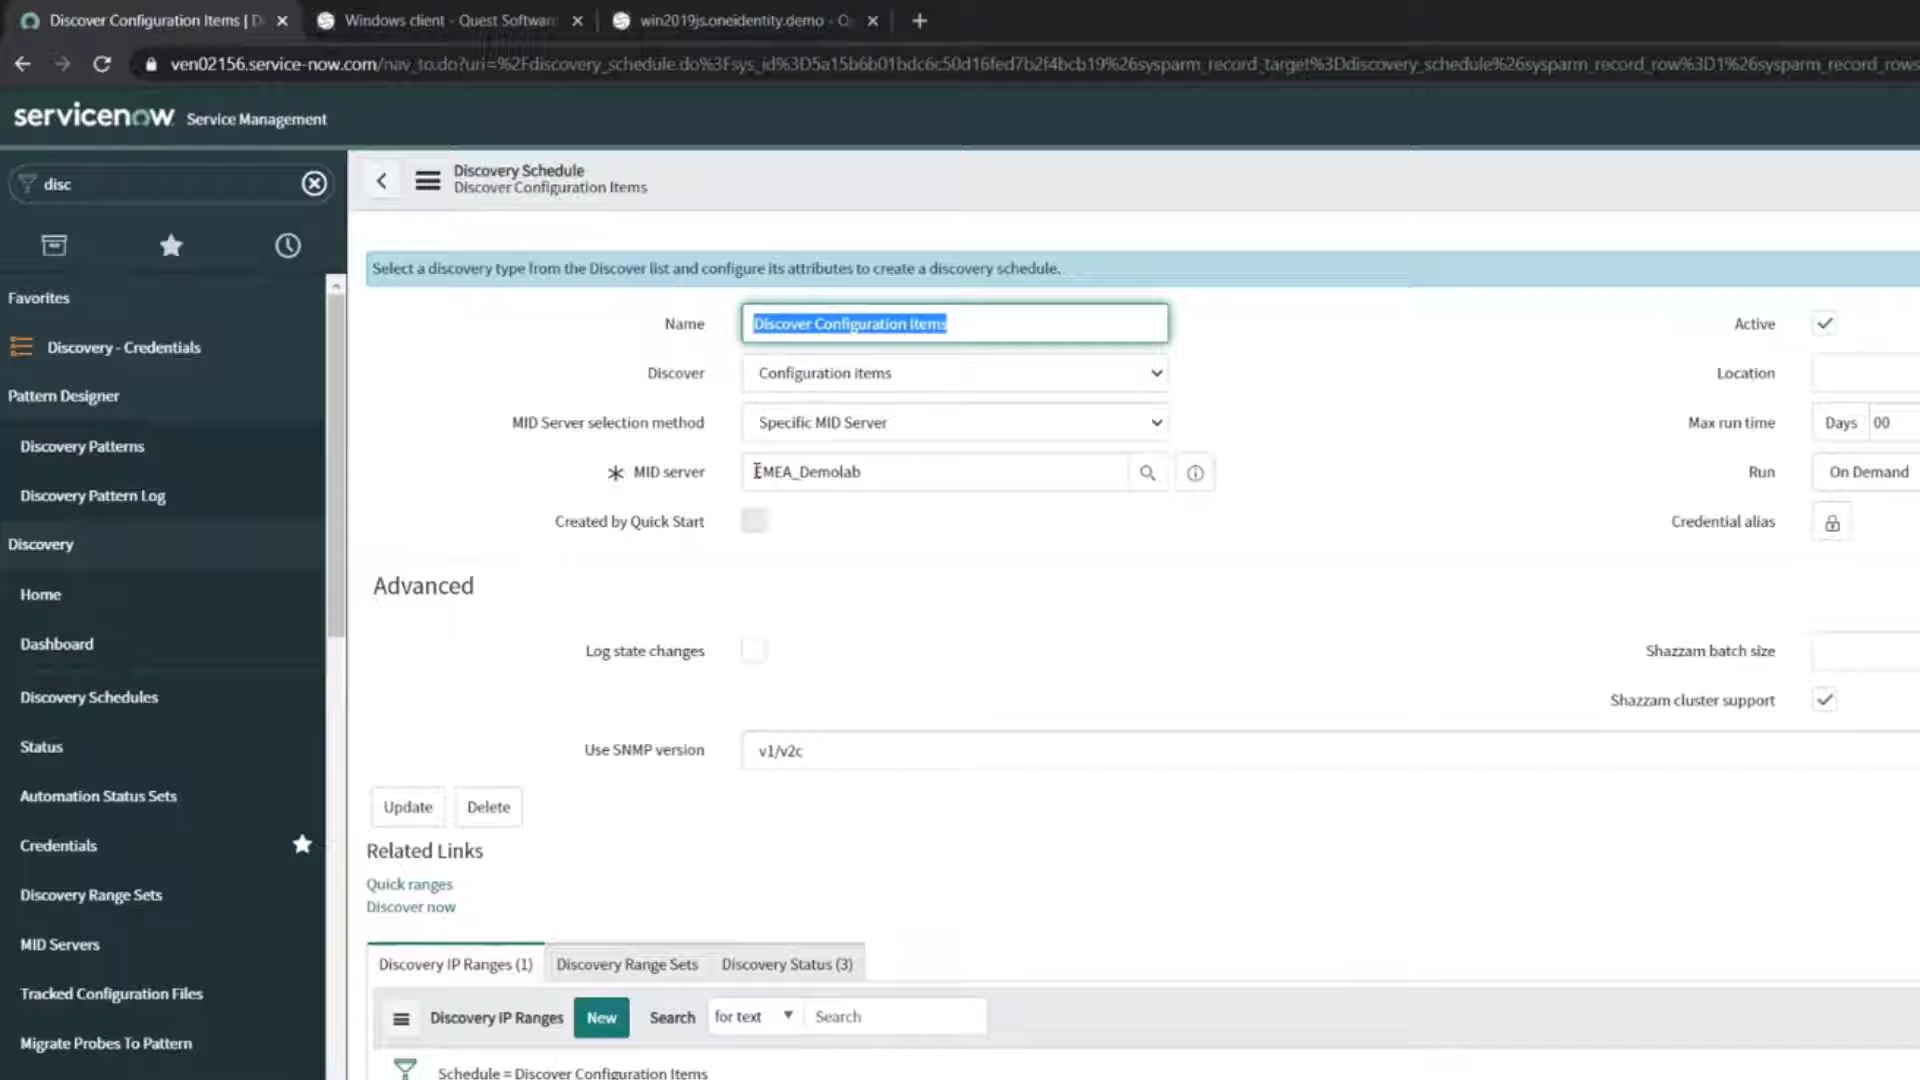 Discover Configuration Items | D
Windows client - Quest Softwar
win2019js.oneidentity.demo - O
ven02156.service-now.com/nav_to.do?uri=%2Fdiscovery_schedule.do%3Fsys_id%3D5a15b6b01bdc6c50d16fed7b2f4bcb19%26sysparm_record_target%3Ddiscovery_schedule%26sysparm_record_row%3D1%26sysparm_record_rows
servicenow Service Management
disc
Discovery Schedule
Discover Configuration Items
Select a discovery type from the Discover list and configure its attributes to create a discovery schedule.
Favorites
Discovery - Credentials
Pattern Designer
Discovery Patterns
Discovery Pattern Log
Discovery
Home
Dashboard
Discovery Schedules
Status
Automation Status Sets
Credentials
Discovery Range Sets
MID Servers
Tracked Configuration Files
Migrate Probes To Pattern
Name Discover Configuration Items
Active
Discover Configuration items
Location
MID Server selection method Specific MID Server
Max run time Days 00
MID server EMEA_Demolab
Run On Demand
Created by Quick Start
Credential alias
Advanced
Log state changes
Shazzam batch size
Shazzam cluster support
Use SNMP version v1/v2c
Update Delete
Related Links
Quick ranges
Discover now
Discovery IP Ranges (1) Discovery Range Sets Discovery Status (3)
Discovery IP Ranges New Search for text Search
Schedule = Discover Configuration Items